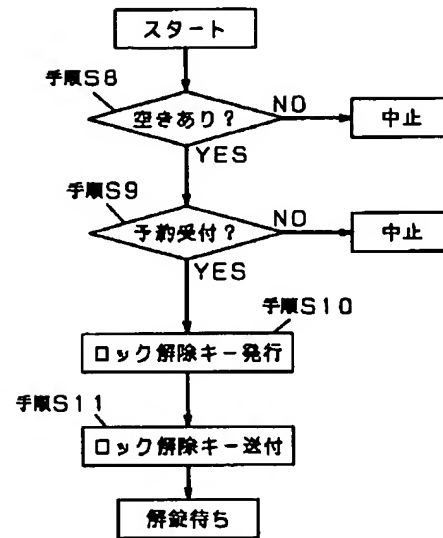 スタート
手順S8
空きあり?
NO
中止
YES
手順S9
予約受付?
NO
中止
YES
手順S10
ロック解除キー発行
手順S11
ロック解除キー送付
解錠待ち